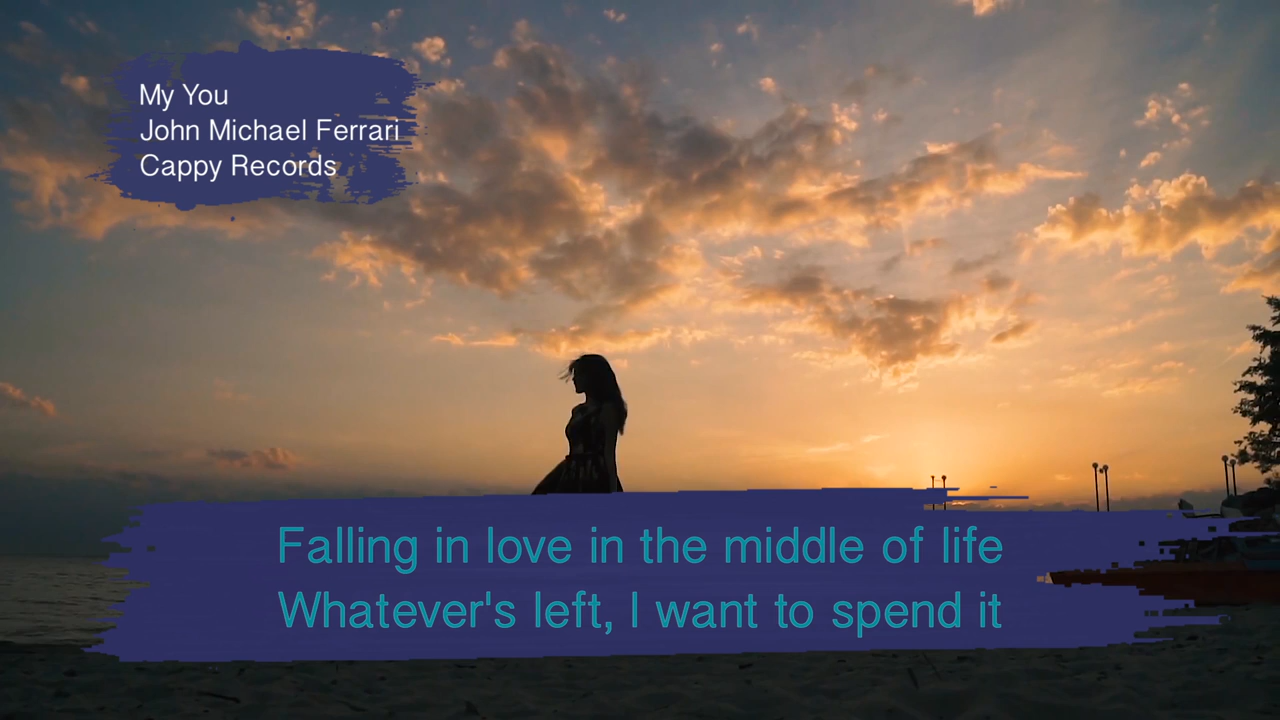 My You
John Michael Ferrari
Cappy Records
Falling in love in the middle of life
Whatever's left, I want to spend it